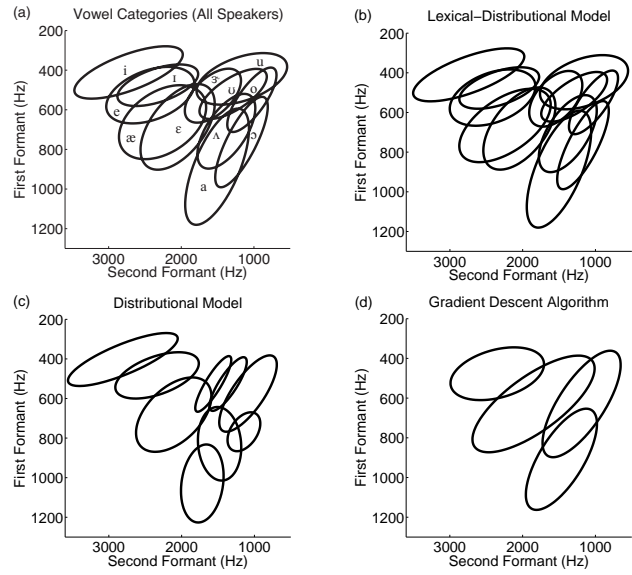 (a) Vowel Categories (All Speakers)
200
400
600
800
1000
1200
First Formant (Hz)
i
ɪ
e
æ
ɛ
ɝ
u
ʊ
o
ʌ
ɔ
a
3000 2000 1000
Second Formant (Hz)
(b) Lexical−Distributional Model
200
400
600
800
1000
1200
First Formant (Hz)
3000 2000 1000
Second Formant (Hz)
(c) Distributional Model
200
400
600
800
1000
1200
First Formant (Hz)
3000 2000 1000
Second Formant (Hz)
(d) Gradient Descent Algorithm
200
400
600
800
1000
1200
First Formant (Hz)
3000 2000 1000
Second Formant (Hz)